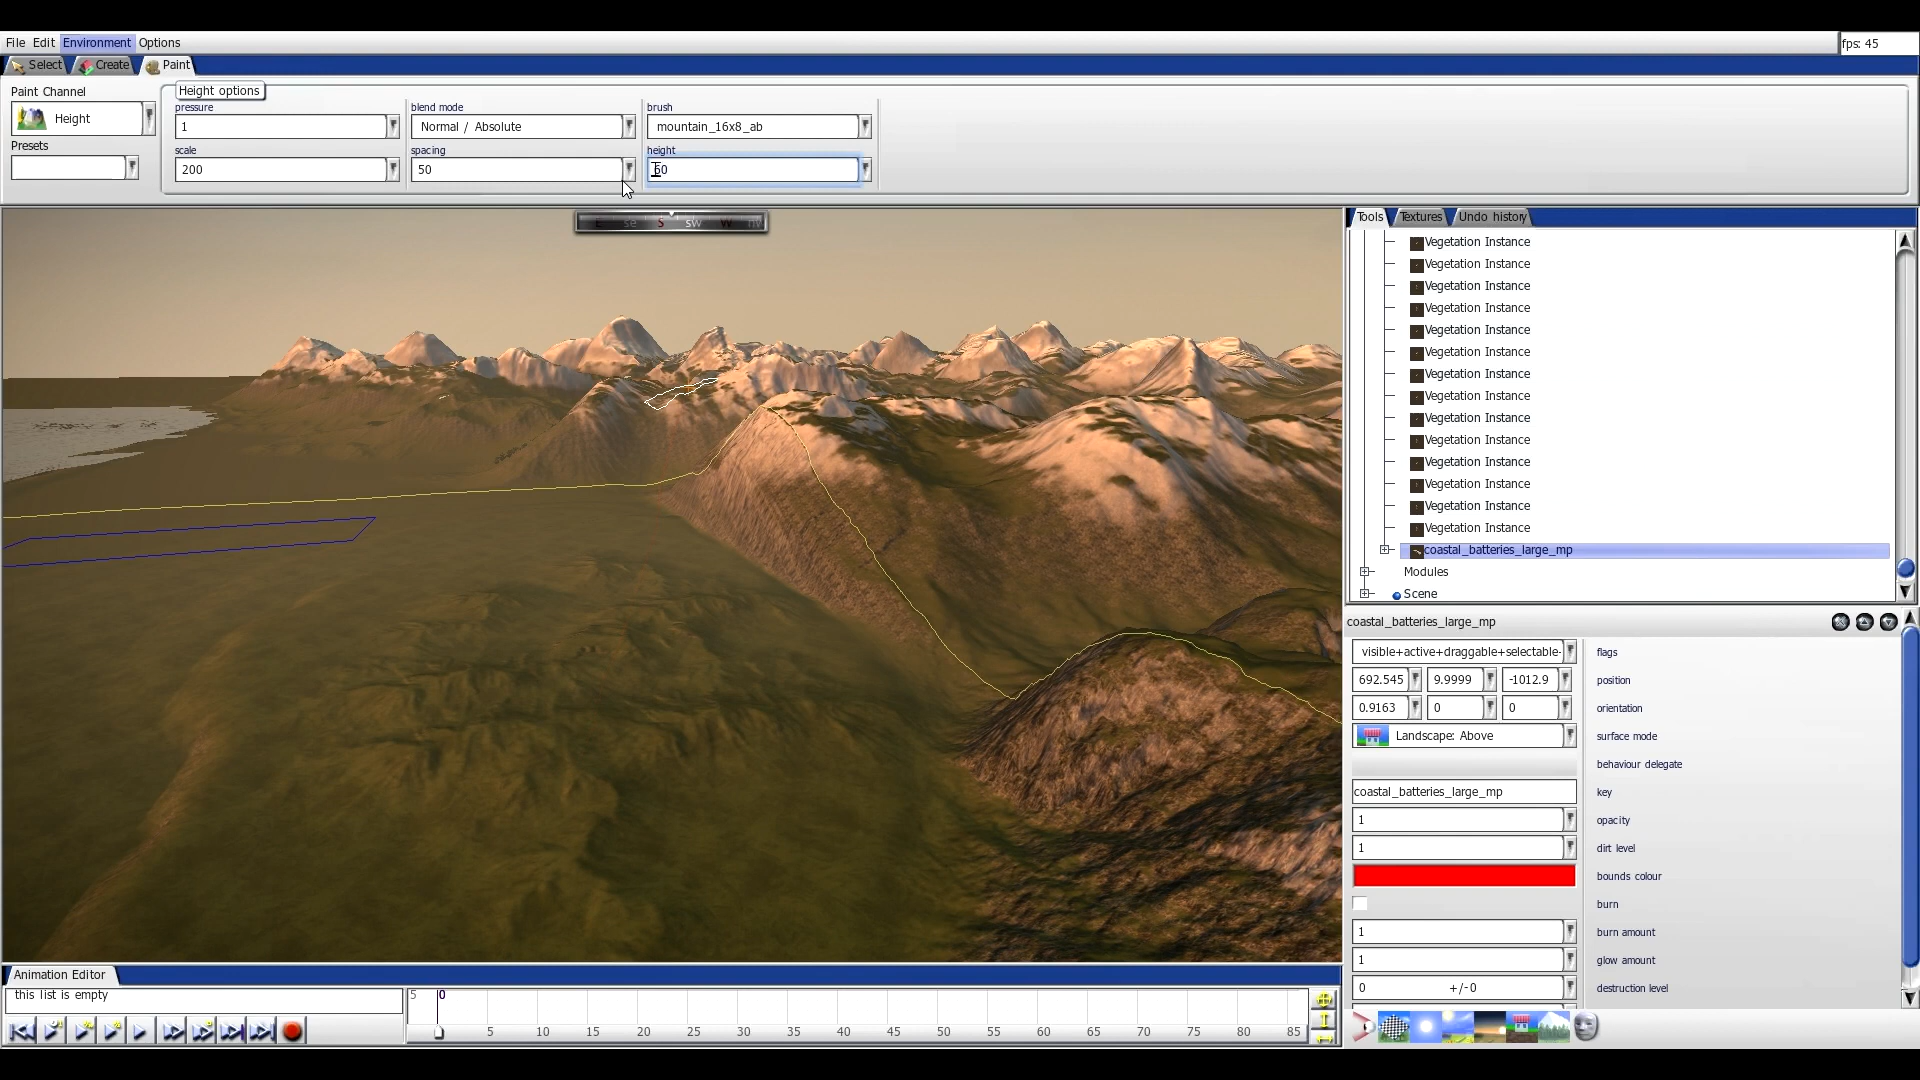 File Edit Environment Options
fps: 45
Select Create Paint
Paint Channel
Height
Presets
Height options
pressure
1
blend mode
Normal / Absolute
brush
mountain_16x8_ab
scale
200
spacing
50
height
E se S sw W
Tools Textures Undo history
Vegetation Instance
Vegetation Instance
Vegetation Instance
Vegetation Instance
Vegetation Instance
Vegetation Instance
Vegetation Instance
Vegetation Instance
Vegetation Instance
Vegetation Instance
Vegetation Instance
Vegetation Instance
Vegetation Instance
Vegetation Instance
coastal_batteries_large_mp
Modules
Scene
coastal_batteries_large_mp
visible+active+draggable+selectable- flags
692.545 9.9999 -1012.9 position
0.9163 0 0 orientation
Landscape: Above surface mode
behaviour delegate
coastal_batteries_large_mp key
1 opacity
1 dirt level
bounds colour
burn
1 burn amount
1 glow amount
0 +/-0 destruction level
Animation Editor
this list is empty
5 0
5 10 15 20 25 30 35 40 45 50 55 60 65 70 75 80 85